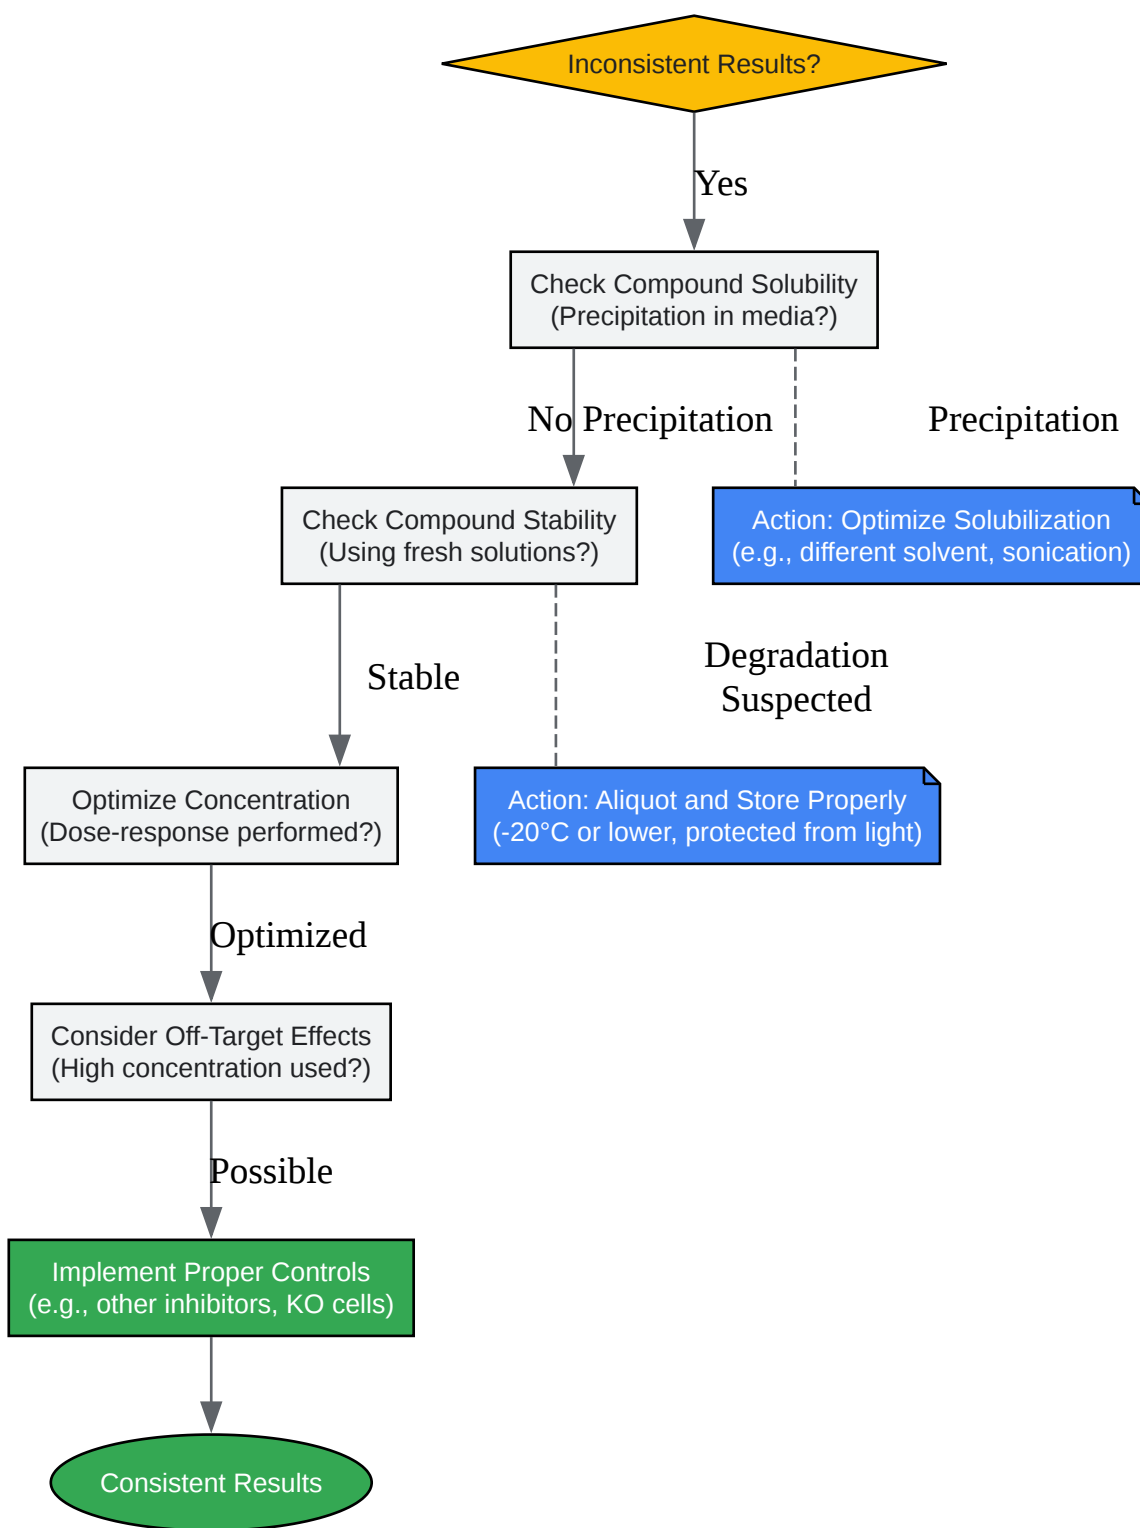 Inconsistent Results?
Yes
Check Compound Solubility
(Precipitation in media?)
No Precipitation
Precipitation
Check Compound Stability
(Using fresh solutions?)
Action: Optimize Solubilization
(e.g., different solvent, sonication)
Stable
Degradation
Suspected
Optimize Concentration
(Dose-response performed?)
Action: Aliquot and Store Properly
(-20°C or lower, protected from light)
Optimized
Consider Off-Target Effects
(High concentration used?)
Possible
Implement Proper Controls
(e.g., other inhibitors, KO cells)
Consistent Results